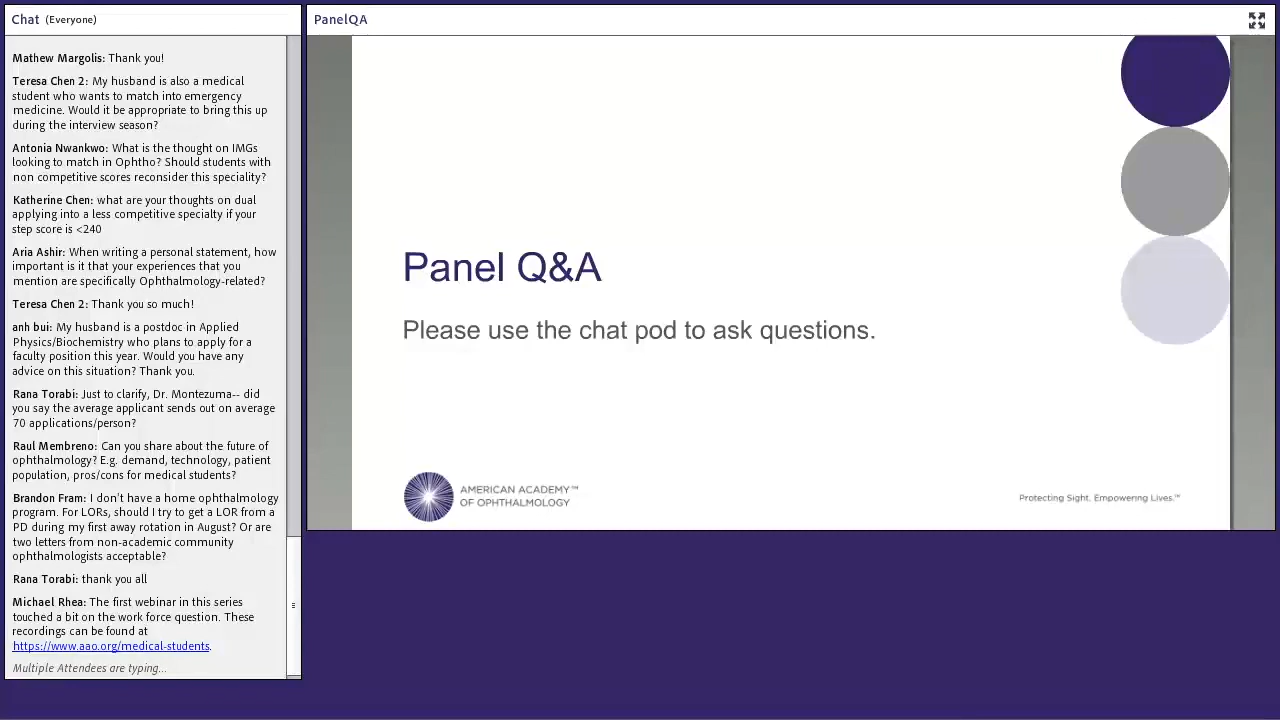 Chat (Everyone)
Mathew Margolis: Thank you!
Teresa Chen 2: My husband is also a medical
student who wants to match into emergency
medicine. Would it be appropriate to bring this up
during the interview season?
Antonia Nwankwo: What is the thought on IMGs
looking to match in Ophtho? Should students with
non competitive scores reconsider this speciality?
Katherine Chen: what are your thoughts on dual
applying into a less competitive specialty if your
step score is <240
Aria Ashir: When writing a personal statement, how
important is it that your experiences that you
mention are specifically Ophthalmology-related?
Teresa Chen 2: Thank you so much!
anh bui: My husband is a postdoc in Applied
Physics/Biochemistry who plans to apply for a
faculty position this year. Would you have any
advice on this situation? Thank you.
Rana Torabi: Just to clarify, Dr. Montezuma-- did
you say the average applicant sends out on average
70 applications/person?
Raul Membreno: Can you share about the future of
ophthalmology? E.g. demand, technology, patient
population, pros/cons for medical students?
Brandon Fram: I don't have a home ophthalmology
program. For LORs, should I try to get a LOR from a
PD during my first away rotation in August? Or are
two letters from non-academic community
ophthalmologists acceptable?
Rana Torabi: thank you all
Michael Rhea: The first webinar in this series
touched a bit on the work force question. These
recordings can be found at
https://www.aao.org/medical-students.
Multiple Attendees are typing...
PanelQA
Panel Q&A
Please use the chat pod to ask questions.
AMERICAN ACADEMY™
OF OPHTHALMOLOGY
Protecting Sight. Empowering Lives.™